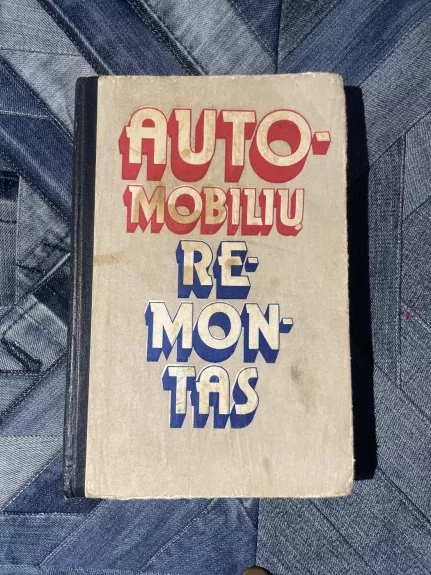 AUTO-
MOBILIŲ
RE-
MON-
TAS